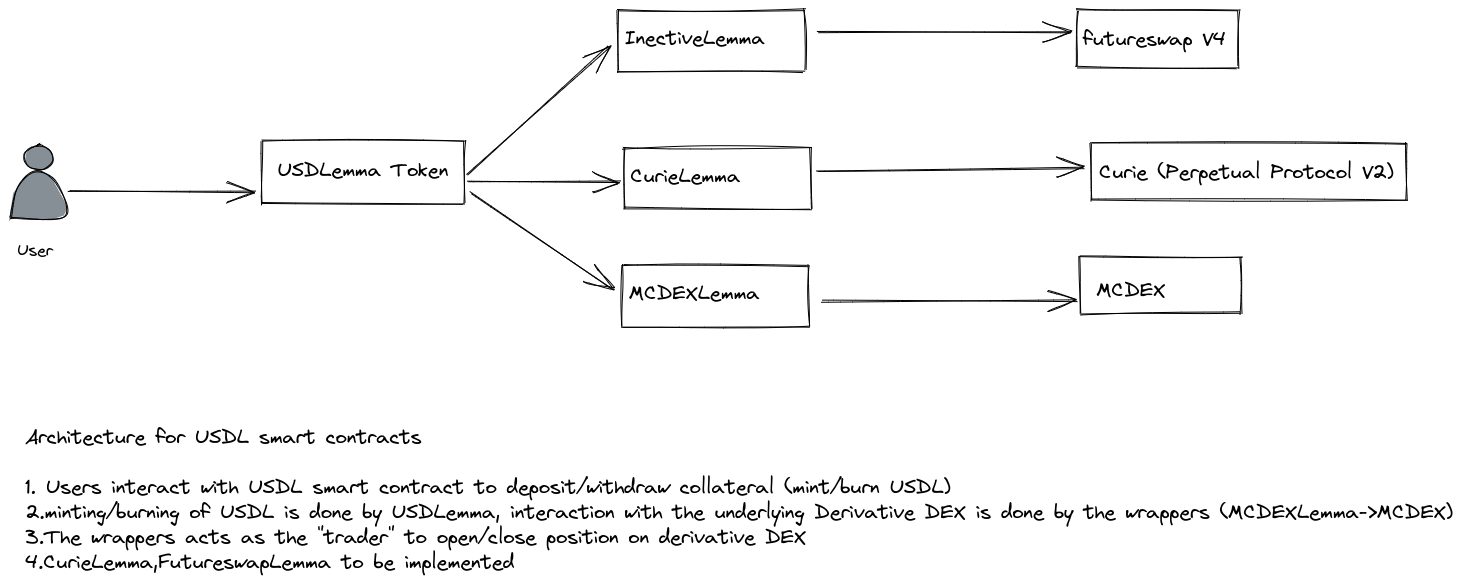 InectiveLemma
futureswap V4
USDLemma Token
CurieLemma
Curie (Perpetual Protocol V2)
User
MCDEXLemma
MCDEX
Architecture for USDL smart contracts
1. Users interact with USDL smart contract to deposit/withdraw collateral (mint/burn USDL)
2.minting/burning of USDL is done by USDLemma, interaction with the underlying Derivative DEX is done by the wrappers (MCDEXLemma->MCDEX)
3.The wrappers acts as the "trader" to open/close position on derivative DEX
4.CurieLemma,FutureswapLemma to be implemented